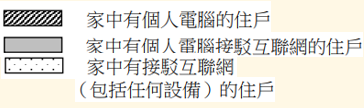 家中有個人電腦的住戶
家中有個人電腦接駁互聯網的住戶
家中有接駁互聯網
（包括任何設備）的住戶